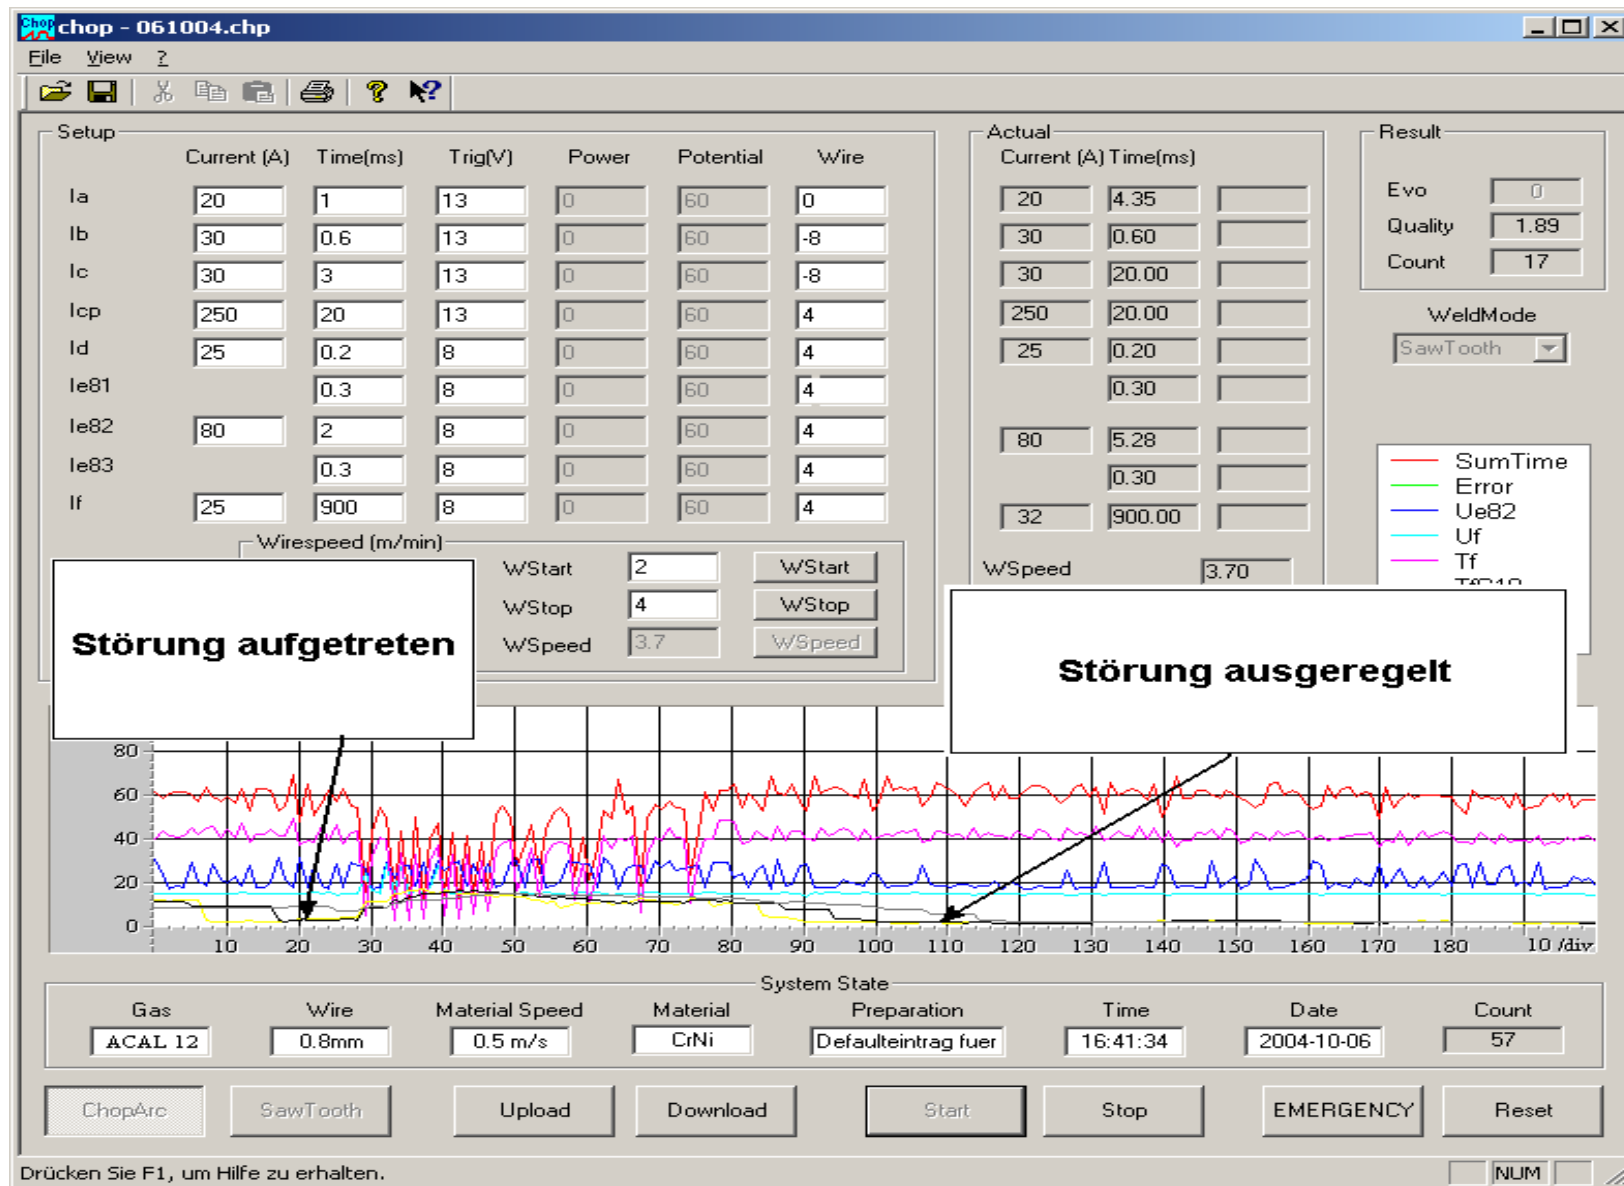 chop - 061004.chp
File View ?
Setup
Current (A) Time(ms) Trig(V) Power Potential Wire
Ia 20 1 13 0 60 0
Ib 30 0.6 13 0 60 -8
Ic 30 3 13 0 60 -8
Icp 250 20 13 0 60 4
Id 25 0.2 8 0 60 4
Ie81 0.3 8 0 60 4
Ie82 80 2 8 0 60 4
Ie83 0.3 8 0 60 4
If 25 900 8 0 60 4
Wirespeed (m/min)
WStart 2 WStart
WStop 4 WStop
WSpeed 3.7 WSpeed
Actual
Current (A) Time(ms)
20 4.35
30 0.60
30 20.00
250 20.00
25 0.20
0.30
80 5.28
0.30
32 900.00
WSpeed 3.70
Result
Evo 0
Quality 1.89
Count 17
WeldMode
SawTooth
SumTime
Error
Ue82
Uf
Tf
Störung aufgetreten
Störung ausgeregelt
80
60
40
20
0
10 20 30 40 50 60 70 80 90 100 110 120 130 140 150 160 170 180 10 /div
System State
Gas Wire Material Speed Material Preparation Time Date Count
ACAL 12 0.8mm 0.5 m/s CrNi Defaulteintrag fuer 16:41:34 2004-10-06 57
ChopArc SawTooth Upload Download Start Stop EMERGENCY Reset
Drücken Sie F1, um Hilfe zu erhalten. NUM